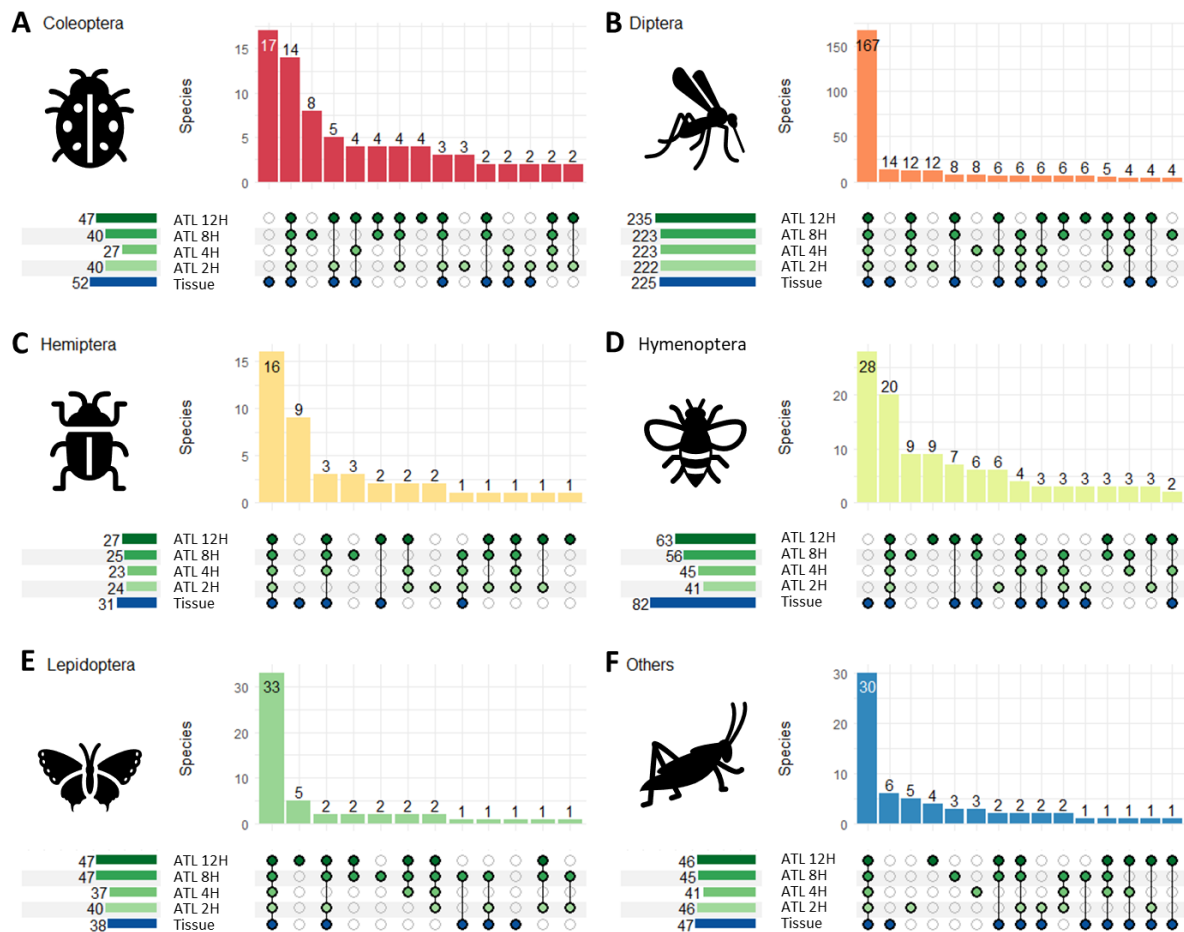 A Coleoptera
Species
15
10
5
0
17 14 8 5 4 4 4 4 3 3 2 2 2 2 2
47 ATL 12H
40 ATL 8H
27 ATL 4H
40 ATL 2H
52 Tissue
B Diptera
Species
150
100
50
0
167 14 12 12 8 8 6 6 6 6 6 5 4 4 4
235 ATL 12H
223 ATL 8H
223 ATL 4H
222 ATL 2H
225 Tissue
C Hemiptera
Species
15
10
5
0
16 9 3 3 2 2 2 1 1 1 1 1
27 ATL 12H
25 ATL 8H
23 ATL 4H
24 ATL 2H
31 Tissue
D Hymenoptera
Species
20
10
0
28 20 9 9 7 6 6 4 3 3 3 3 3 3 2
63 ATL 12H
56 ATL 8H
45 ATL 4H
41 ATL 2H
82 Tissue
E Lepidoptera
Species
30
20
10
0
33 5 2 2 2 2 2 1 1 1 1 1
47 ATL 12H
47 ATL 8H
37 ATL 4H
40 ATL 2H
38 Tissue
F Others
Species
30
20
10
0
30 6 5 4 3 3 2 2 2 2 1 1 1 1 1
46 ATL 12H
45 ATL 8H
41 ATL 4H
46 ATL 2H
47 Tissue